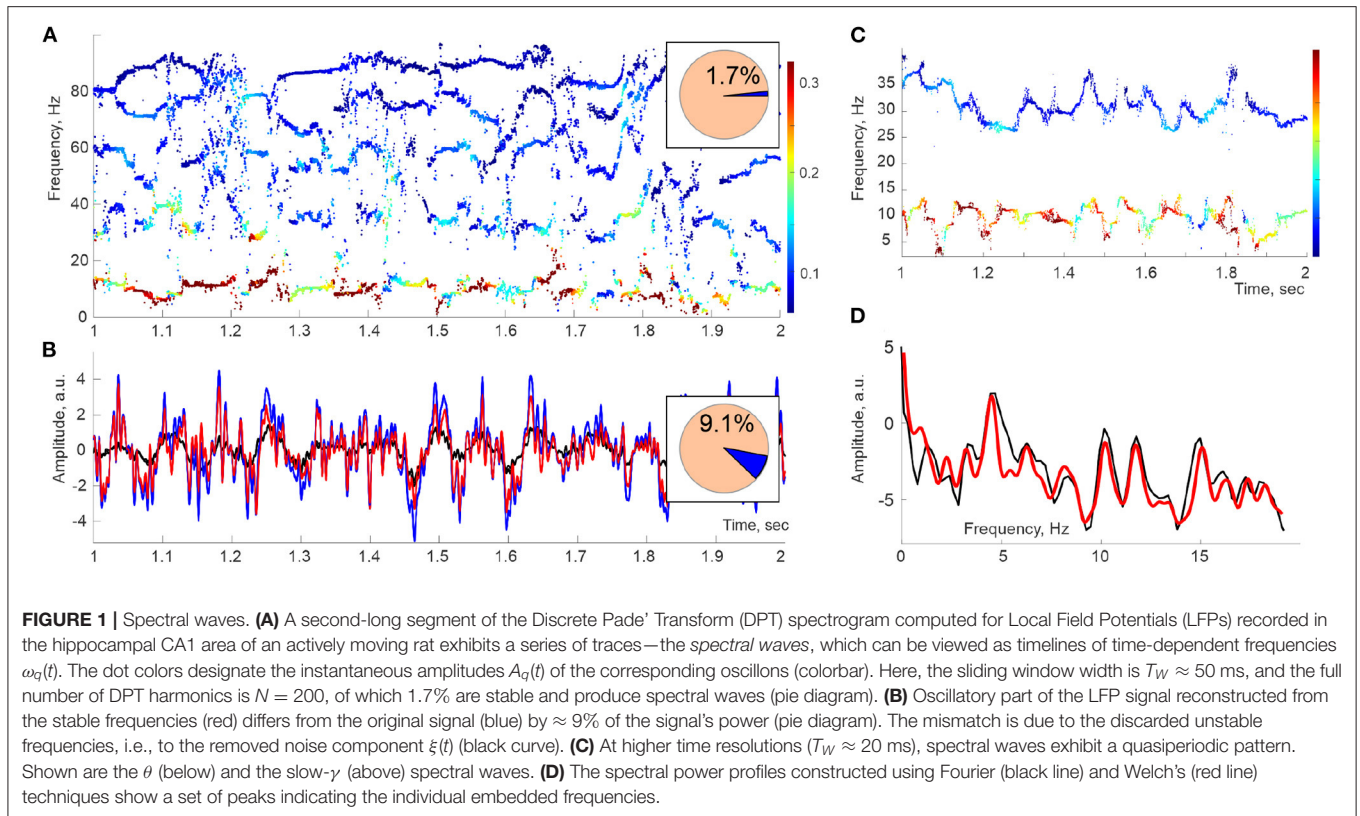 A
Frequency, Hz
80
60
40
20
0
1 1.1 1.2 1.3 1.4 1.5 1.6 1.7 1.8 1.9 2
1.7%
0.3
0.2
0.1
B
Amplitude, a.u.
4
2
0
-2
-4
9.1%
Time, sec
1 1.1 1.2 1.3 1.4 1.5 1.6 1.7 1.8 1.9 2
C
Frequency, Hz
35
30
25
20
15
10
5
1 1.2 1.4 1.6 1.8 2
Time, sec
D
Amplitude, a.u.
5
0
-5
Frequency, Hz
0 5 10 15
FIGURE 1 | Spectral waves. (A) A second-long segment of the Discrete Pade' Transform (DPT) spectrogram computed for Local Field Potentials (LFPs) recorded in
the hippocampal CA1 area of an actively moving rat exhibits a series of traces—the spectral waves, which can be viewed as timelines of time-dependent frequencies
ωq(t). The dot colors designate the instantaneous amplitudes Aq(t) of the corresponding oscillons (colorbar). Here, the sliding window width is TW ≈ 50 ms, and the full
number of DPT harmonics is N = 200, of which 1.7% are stable and produce spectral waves (pie diagram). (B) Oscillatory part of the LFP signal reconstructed from
the stable frequencies (red) differs from the original signal (blue) by ≈ 9% of the signal's power (pie diagram). The mismatch is due to the discarded unstable
frequencies, i.e., to the removed noise component ξ(t) (black curve). (C) At higher time resolutions (TW ≈ 20 ms), spectral waves exhibit a quasiperiodic pattern.
Shown are the θ (below) and the slow-γ (above) spectral waves. (D) The spectral power profiles constructed using Fourier (black line) and Welch's (red line)
techniques show a set of peaks indicating the individual embedded frequencies.